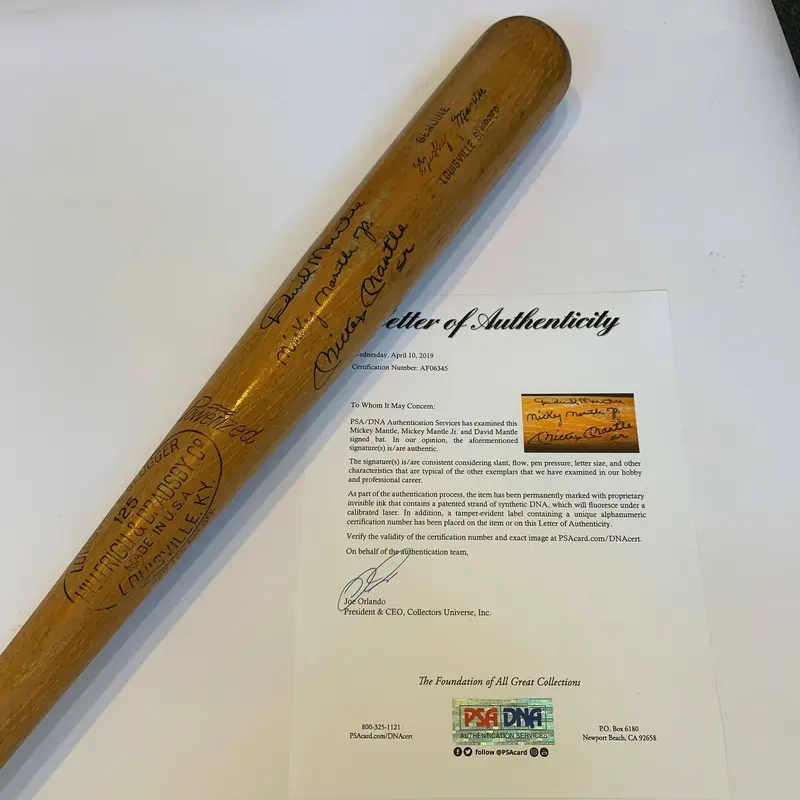 GENUINE
Mickey Mantle
LOUISVILLE SLUGGER
David Mantle
Mickey Mantle Jr.
Mickey Mantle
SR
Powerized
SLUGGER
125
HILLERICH & BRADSBY Co
MADE IN U.S.A.
LOUISVILLE, KY.
etter of Authenticity
ednesday, April 10, 2019
Certification Number: AF06345
To Whom It May Concern:
PSA/DNA Authentication Services has examined this
Mickey Mantle, Mickey Mantle Jr. and David Mantle
signed bat. In our opinion, the aforementioned
signature(s) is/are authentic.
David Mantle
Mickey Mantle Jr.
Mickey Mantle
SR
The signature(s) is/are consistent considering slant, flow, pen pressure, letter size, and other
characteristics that are typical of the other exemplars that we have examined in our hobby
and professional career.
As part of the authentication process, the item has been permanently marked with proprietary
invisible ink that contains a patented strand of synthetic DNA, which will fluoresce under a
calibrated laser. In addition, a tamper-evident label containing a unique alphanumeric
certification number has been placed on the item or on this Letter of Authenticity.
Verify the validity of the certification number and exact image at PSAcard.com/DNAcert.
On behalf of the authentication team,
Joe Orlando
President & CEO, Collectors Universe, Inc.
The Foundation of All Great Collections
800-325-1121
PSAcard.com/DNAcert
PSA DNA
AUTHENTICATION SERVICES
follow @PSAcard
P.O. Box 6180
Newport Beach, CA 92658